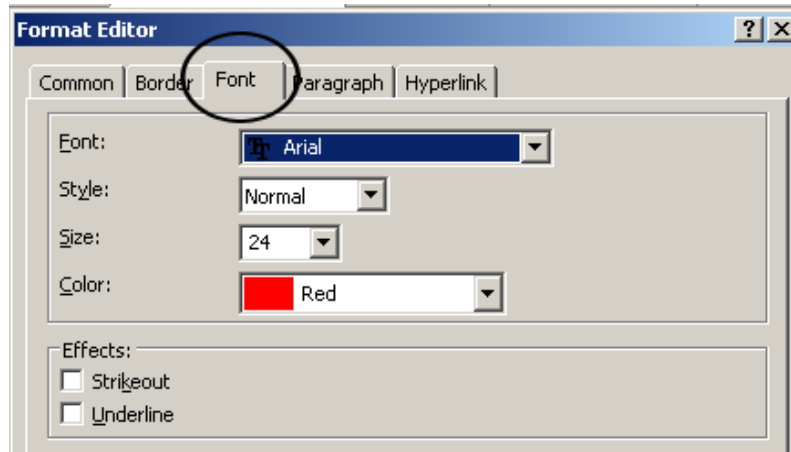 Format Editor
Common Border Font Paragraph Hyperlink
Font: Arial
Style: Normal
Size: 24
Color: Red
Effects:
Strikeout
Underline